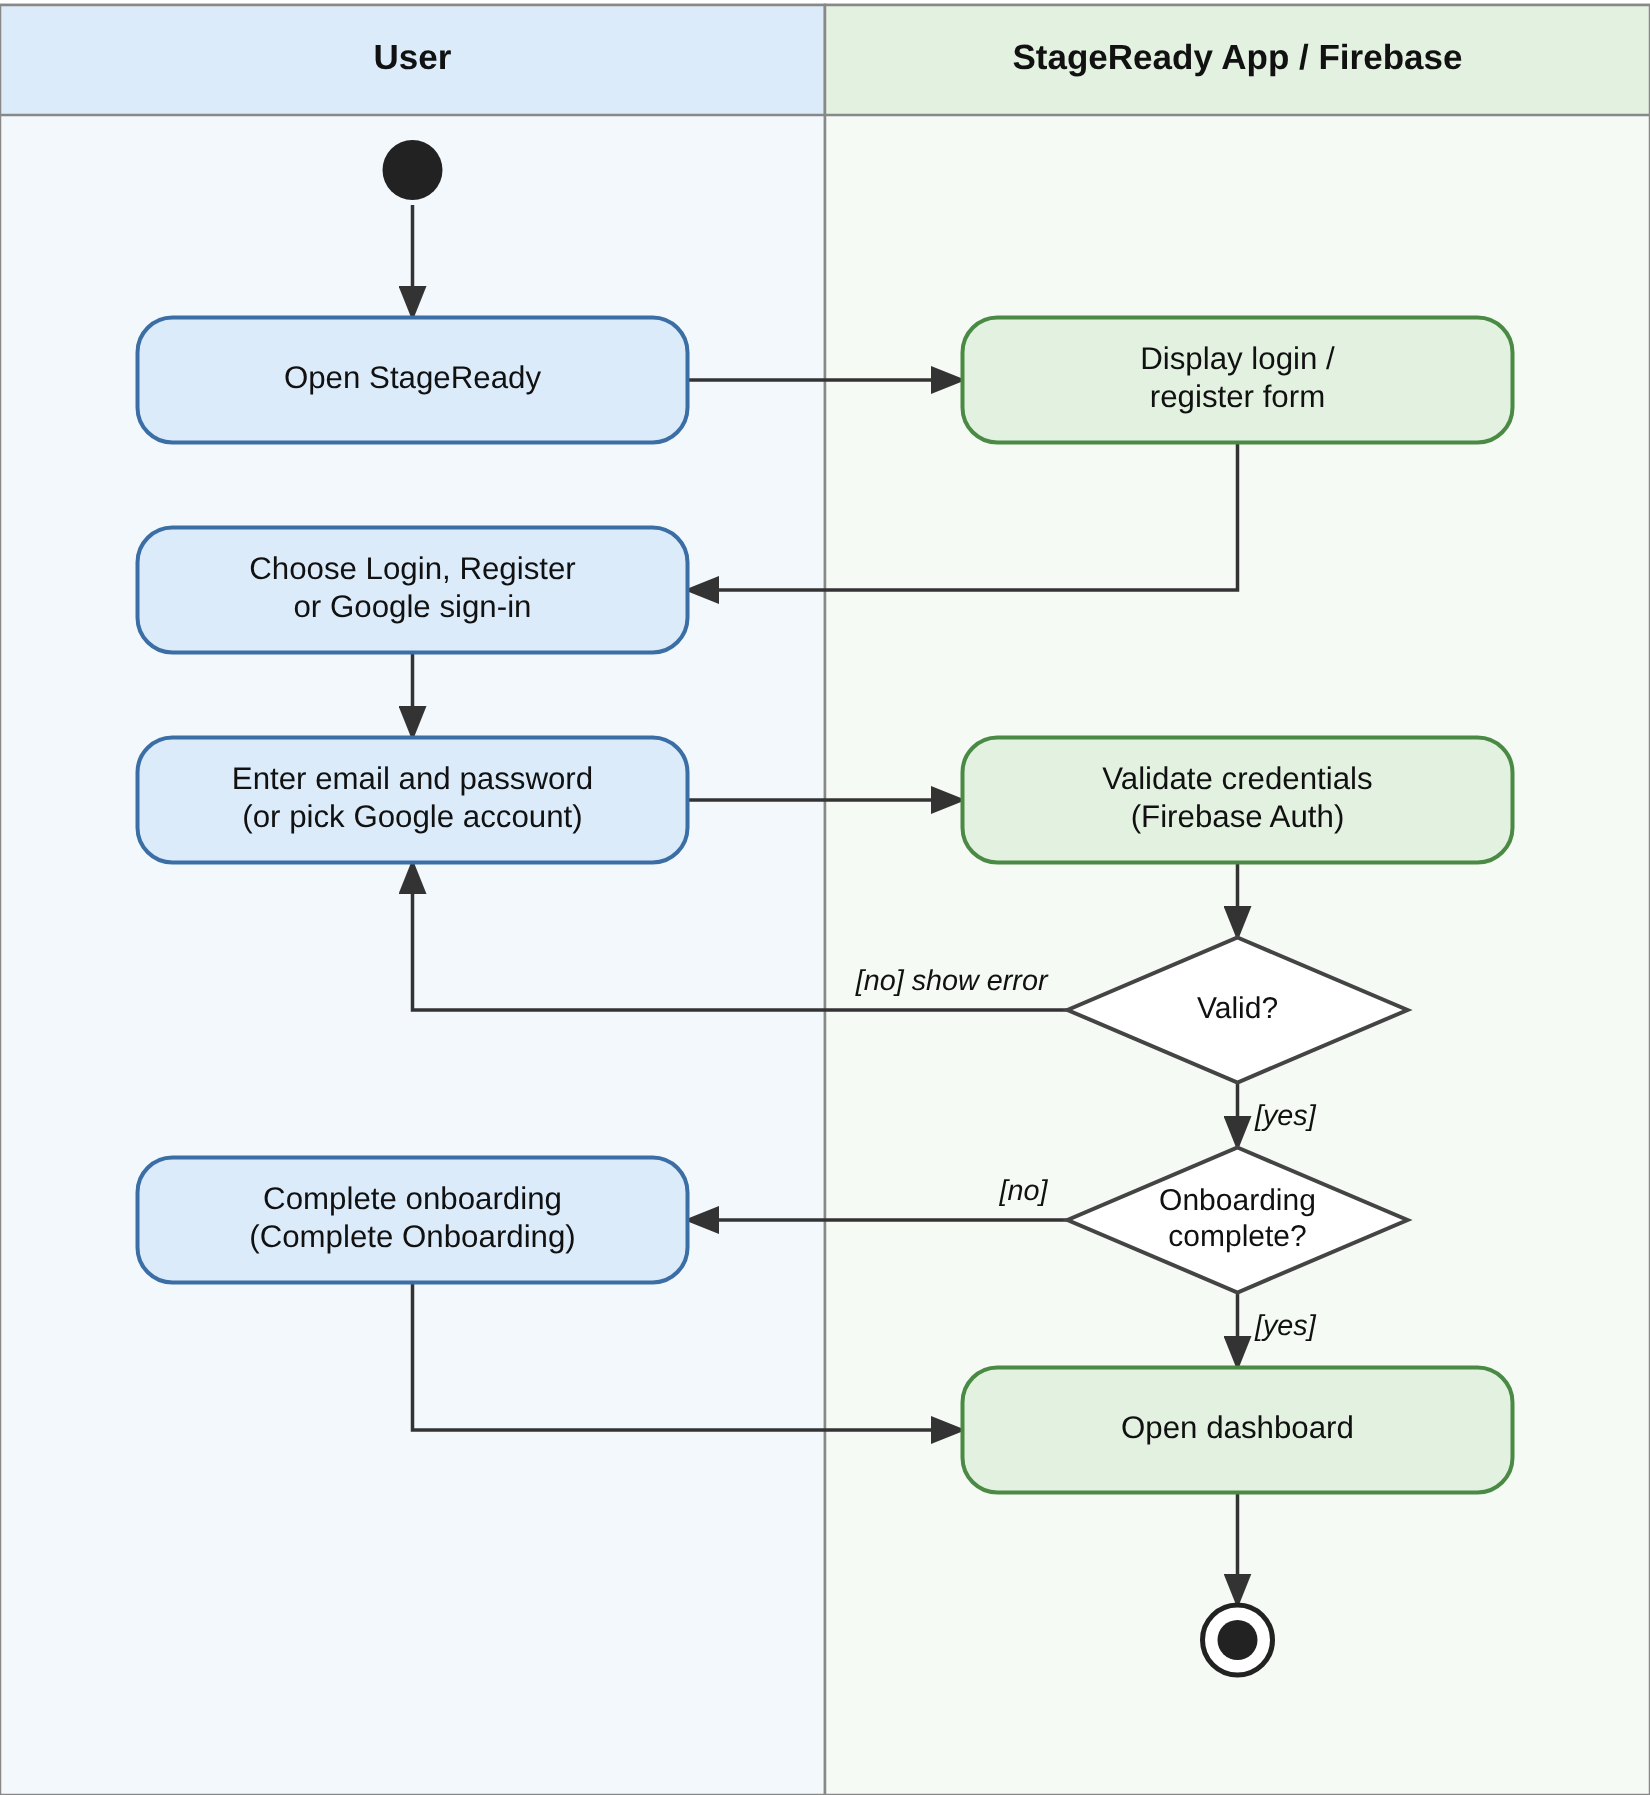 User
StageReady App / Firebase
Open StageReady
Display login /
register form
Choose Login, Register
or Google sign-in
Enter email and password
(or pick Google account)
Validate credentials
(Firebase Auth)
[no] show error
Valid?
[yes]
Complete onboarding
(Complete Onboarding)
[no]
Onboarding
complete?
[yes]
Open dashboard